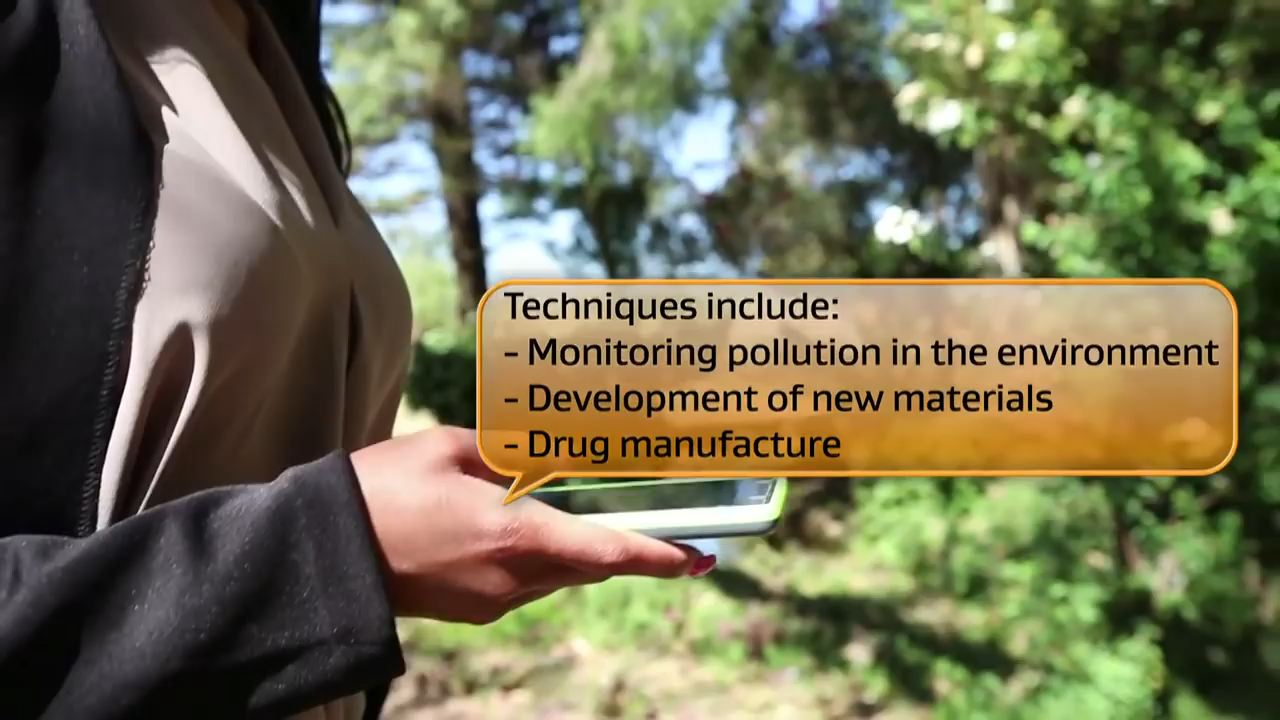 Techniques include:
- Monitoring pollution in the environment
- Development of new materials
- Drug manufacture